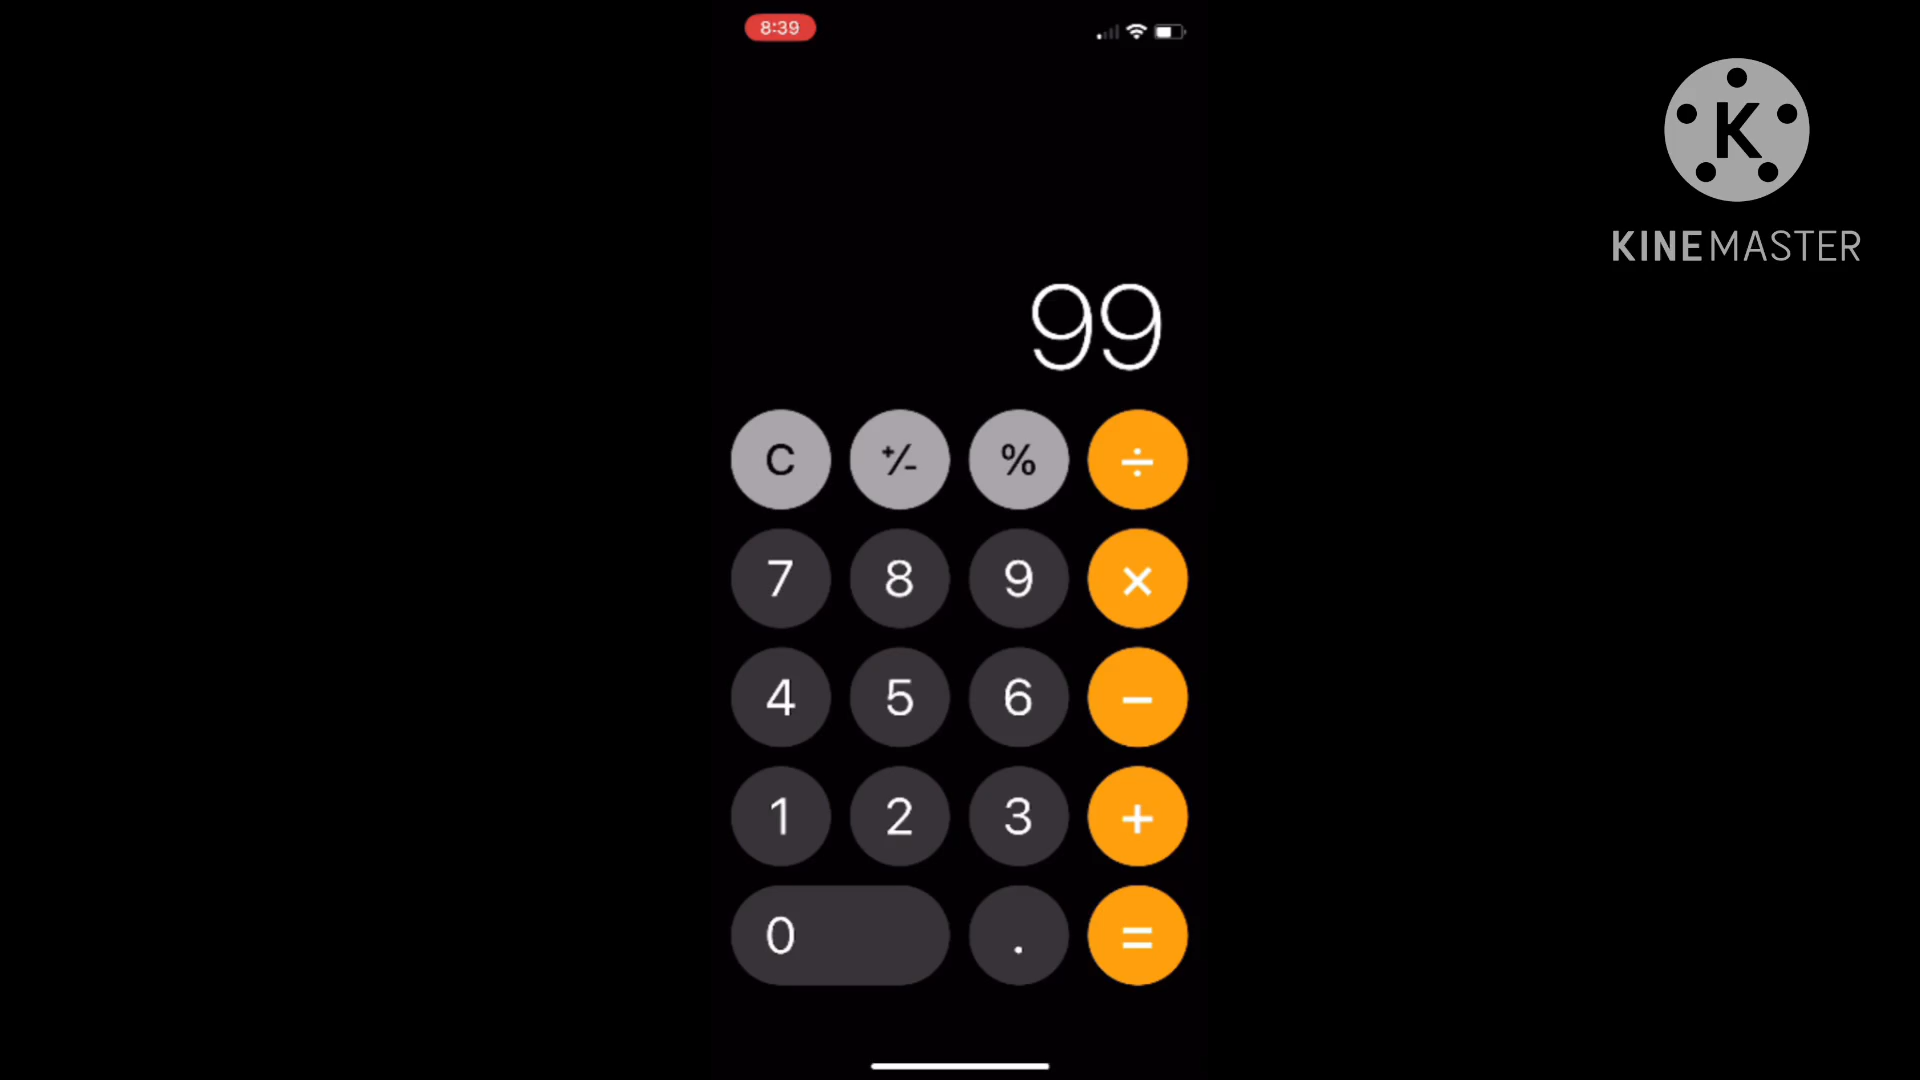 8:39
K
KINEMASTER
99
C +/- % ÷
7 8 9 ×
4 5 6 −
1 2 3 +
0 . =